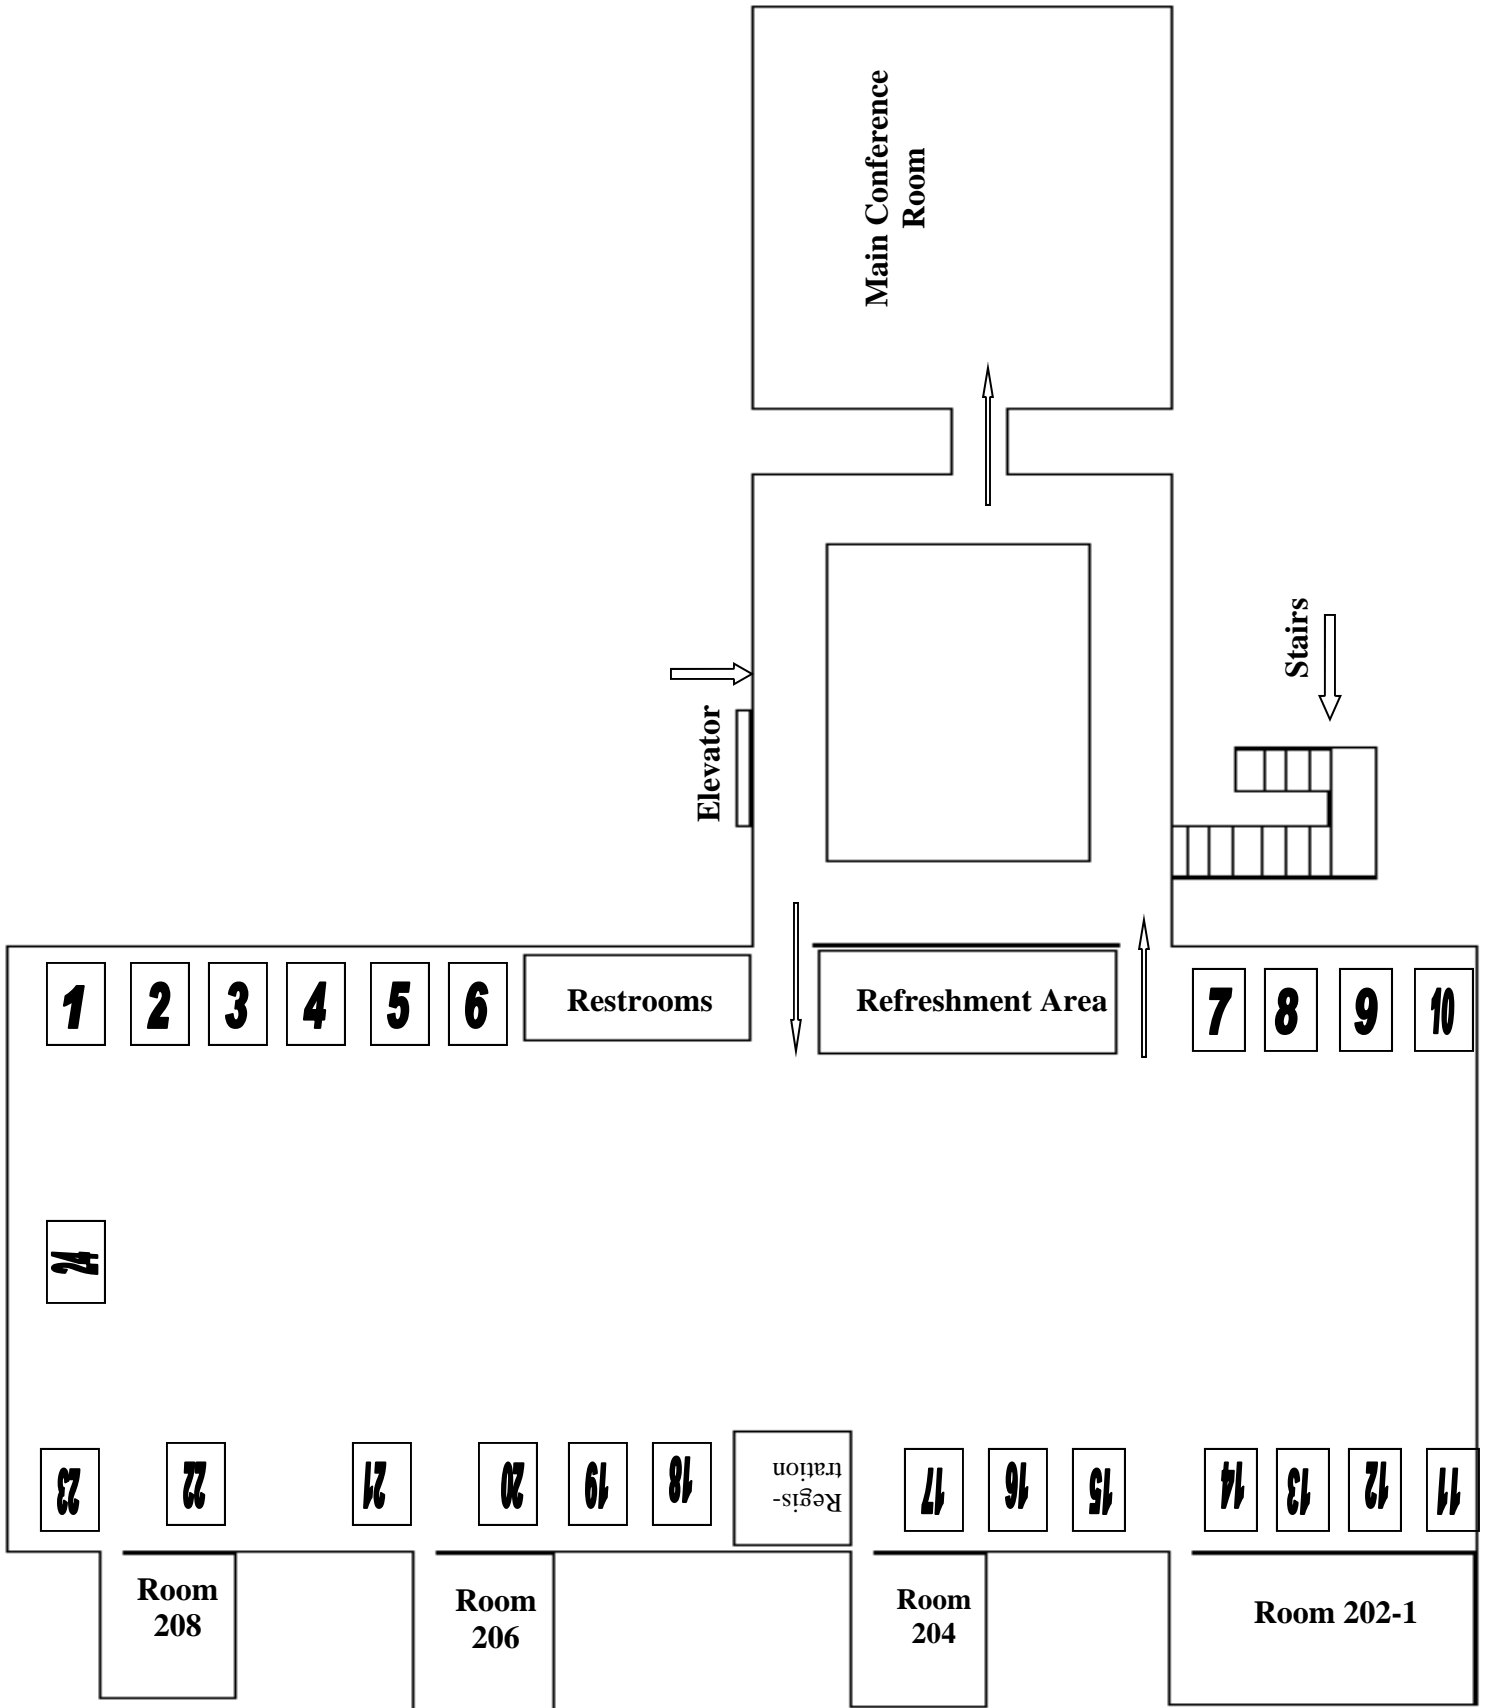 Main Conference
Room
Stairs
Elevator
1
2
3
4
5
6
Restrooms
Refreshment Area
7
8
9
10
24
23
22
21
20
19
18
Regis-
tration
17
16
15
14
13
12
11
Room
208
Room
206
Room
204
Room 202-1